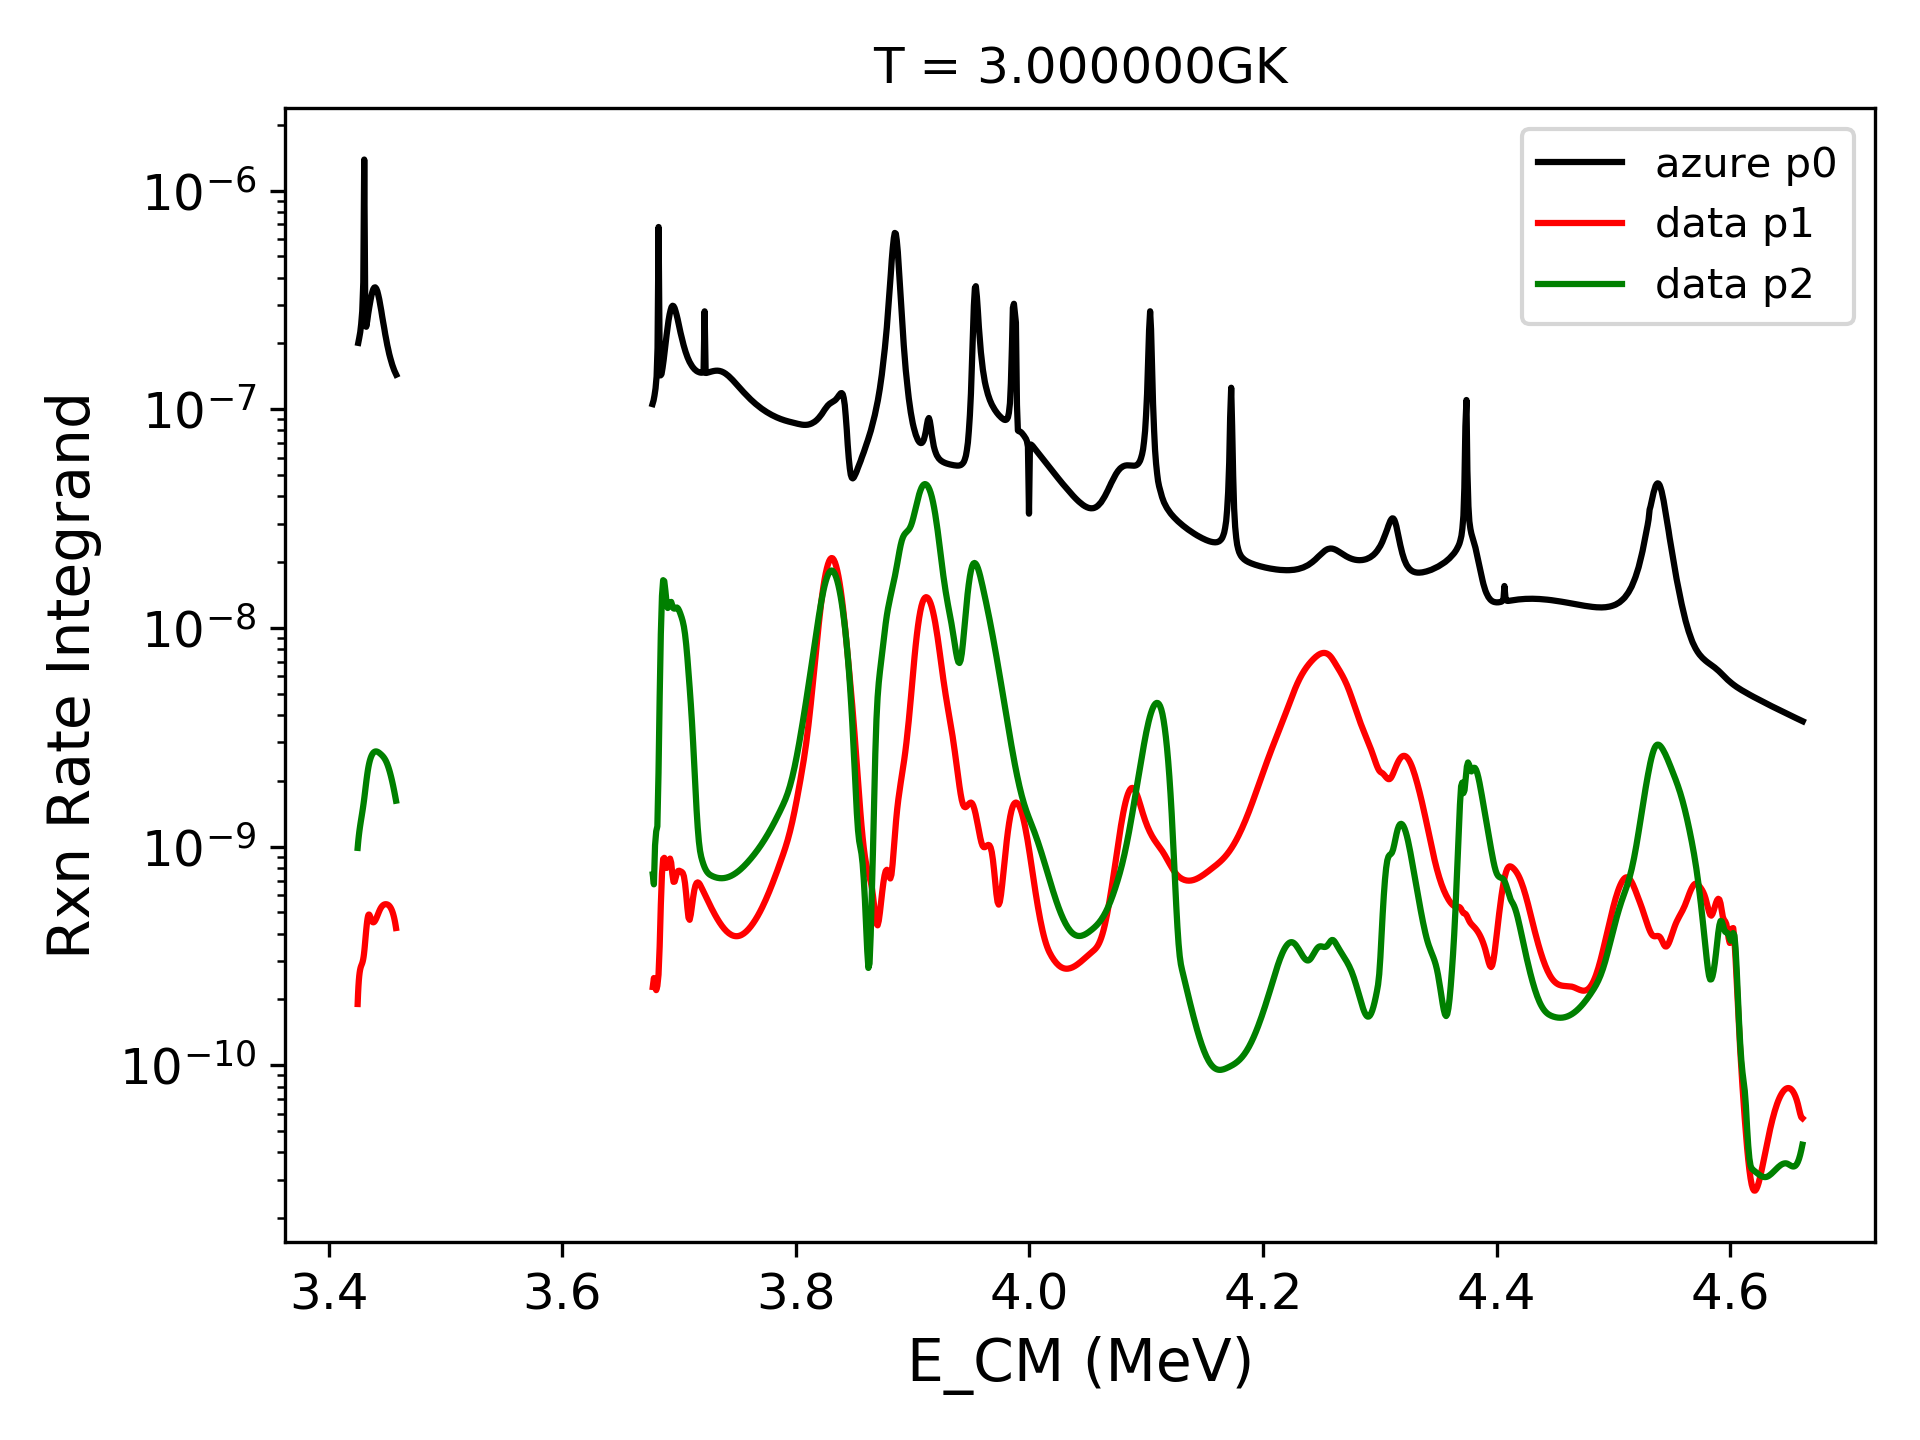 T = 3.000000GK
azure p0
data p1
data p2
Rxn Rate Integrand
10⁻⁶
10⁻⁷
10⁻⁸
10⁻⁹
10⁻¹⁰
3.4 3.6 3.8 4.0 4.2 4.4 4.6
E_CM (MeV)